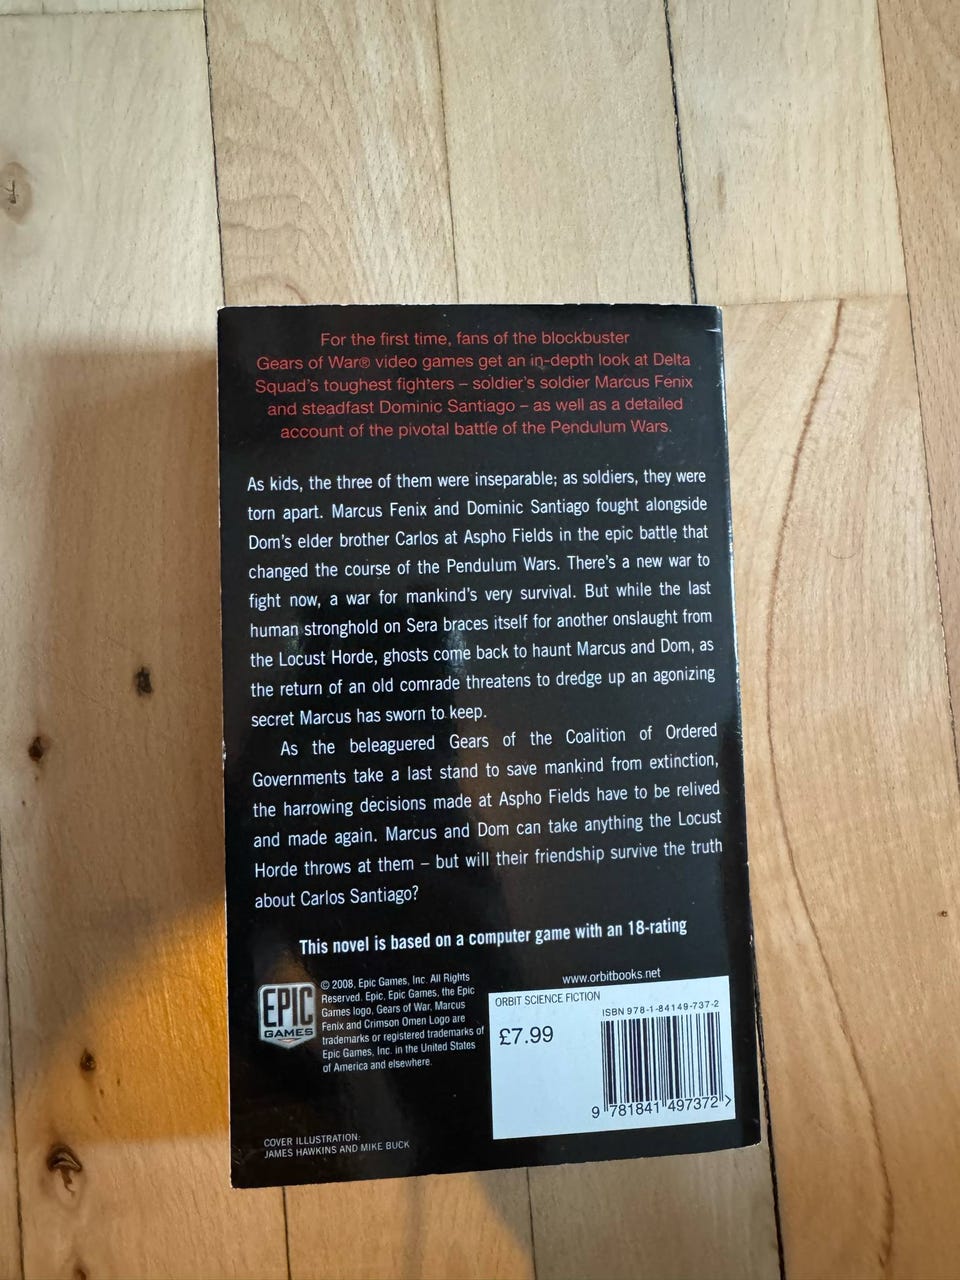 For the first time, fans of the blockbuster
Gears of War® video games get an in-depth look at Delta
Squad's toughest fighters – soldier's soldier Marcus Fenix
and steadfast Dominic Santiago – as well as a detailed
account of the pivotal battle of the Pendulum Wars.
As kids, the three of them were inseparable; as soldiers, they were
torn apart. Marcus Fenix and Dominic Santiago fought alongside
Dom's elder brother Carlos at Aspho Fields in the epic battle that
changed the course of the Pendulum Wars. There's a new war to
fight now, a war for mankind's very survival. But while the last
human stronghold on Sera braces itself for another onslaught from
the Locust Horde, ghosts come back to haunt Marcus and Dom, as
the return of an old comrade threatens to dredge up an agonizing
secret Marcus has sworn to keep.
As the beleaguered Gears of the Coalition of Ordered
Governments take a last stand to save mankind from extinction,
the harrowing decisions made at Aspho Fields have to be relived
and made again. Marcus and Dom can take anything the Locust
Horde throws at them – but will their friendship survive the truth
about Carlos Santiago?
This novel is based on a computer game with an 18-rating
EPIC
GAMES
© 2008, Epic Games, Inc. All Rights
Reserved. Epic, Epic Games, the Epic
Games logo, Gears of War, Marcus
Fenix and Crimson Omen Logo are
trademarks or registered trademarks of
Epic Games, Inc. in the United States
of America and elsewhere.
www.orbitbooks.net
ORBIT SCIENCE FICTION
£7.99
ISBN 978-1-84149-737-2
9 781841 497372 >
COVER ILLUSTRATION:
JAMES HAWKINS AND MIKE BUCK